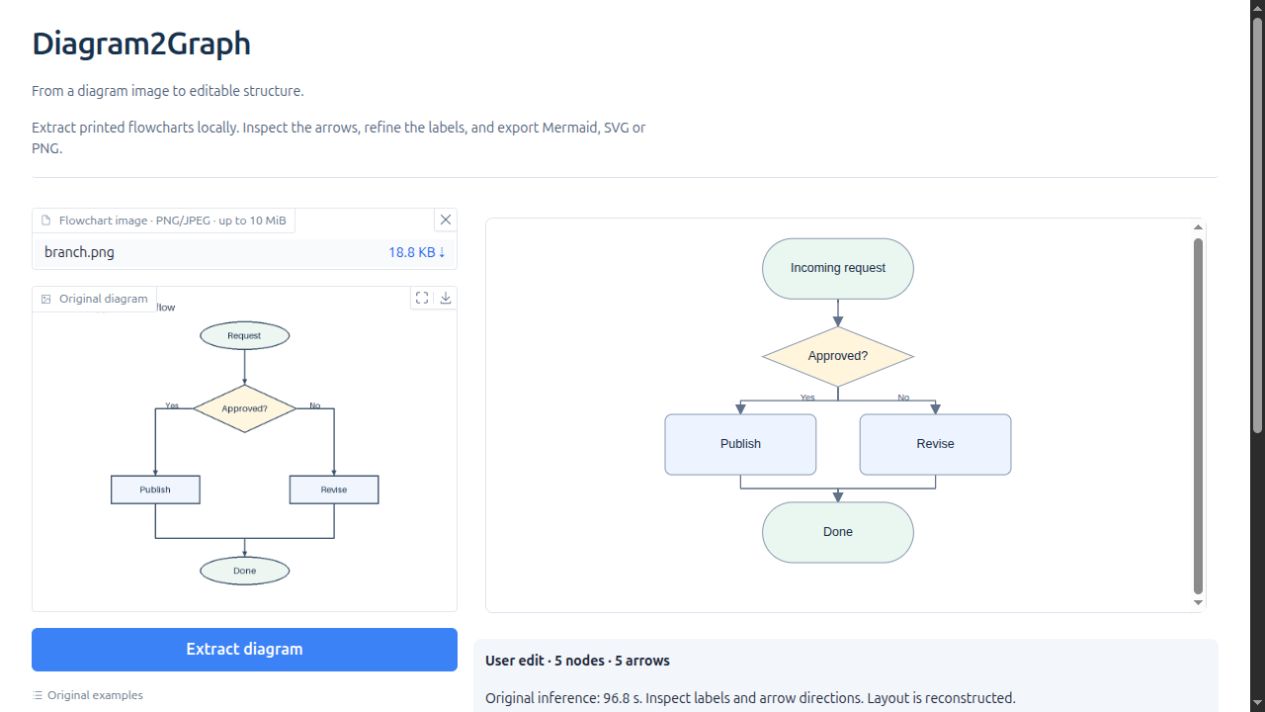 Diagram2Graph
From a diagram image to editable structure.
Extract printed flowcharts locally. Inspect the arrows, refine the labels, and export Mermaid, SVG or
PNG.
Flowchart image · PNG/JPEG · up to 10 MiB
branch.png 18.8 KB ↓
Original diagram
flow
Request
Yes
Approved?
No
Publish
Revise
Done
Extract diagram
Original examples
Incoming request
Approved?
Yes
No
Publish
Revise
Done
User edit · 5 nodes · 5 arrows
Original inference: 96.8 s. Inspect labels and arrow directions. Layout is reconstructed.